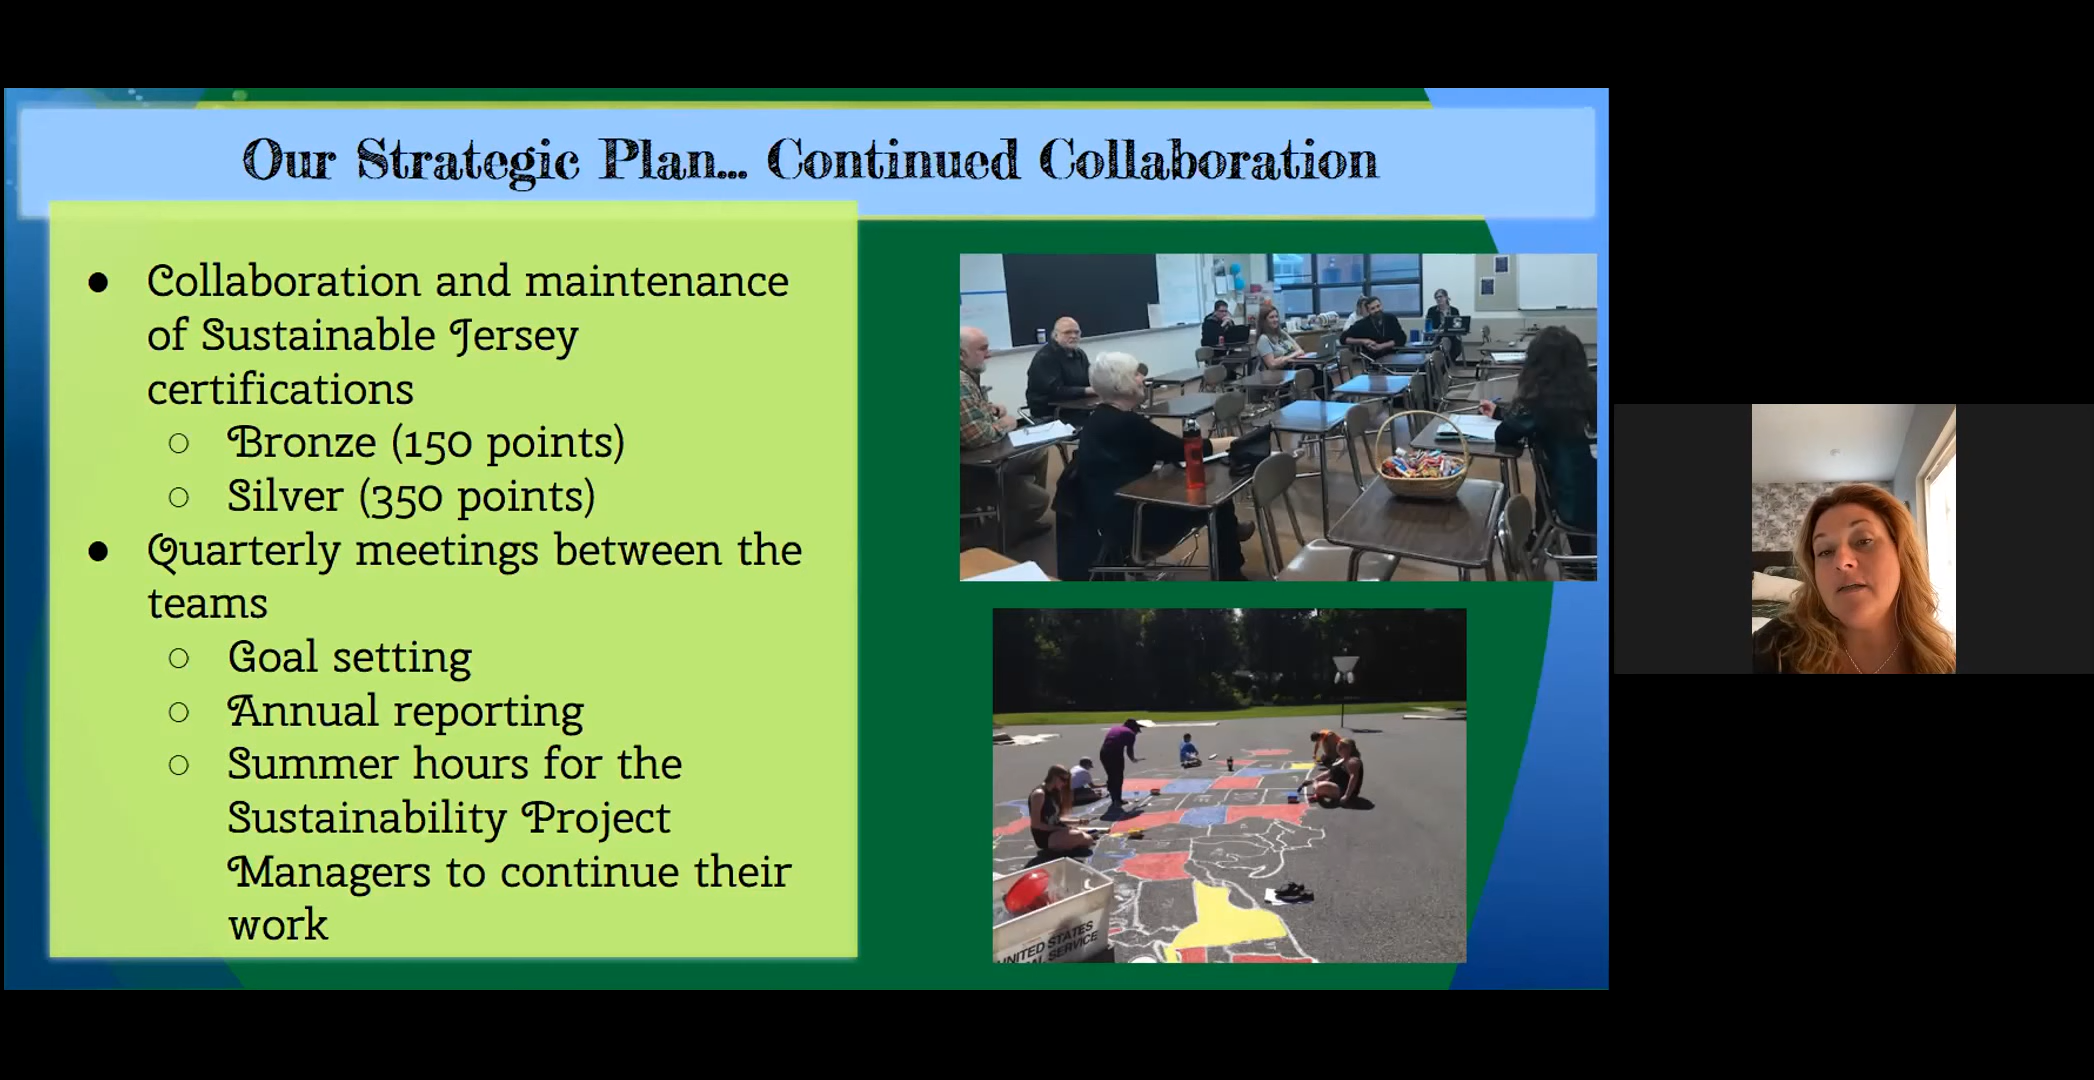 Our Strategic Plan... Continued Collaboration
● Collaboration and maintenance
of Sustainable Jersey
certifications
○ Bronze (150 points)
○ Silver (350 points)
● Quarterly meetings between the
teams
○ Goal setting
○ Annual reporting
○ Summer hours for the
Sustainability Project
Managers to continue their
work
UNITED STATES
SERVICE